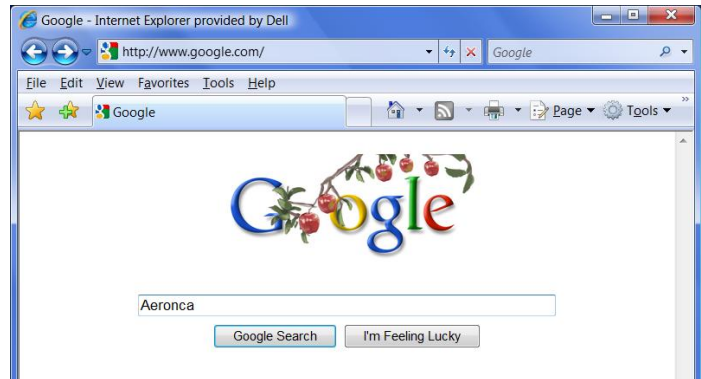 Google - Internet Explorer provided by Dell
http://www.google.com/
Google
File Edit View Favorites Tools Help
Google
Page Tools »
Google
Aeronca
Google Search I'm Feeling Lucky